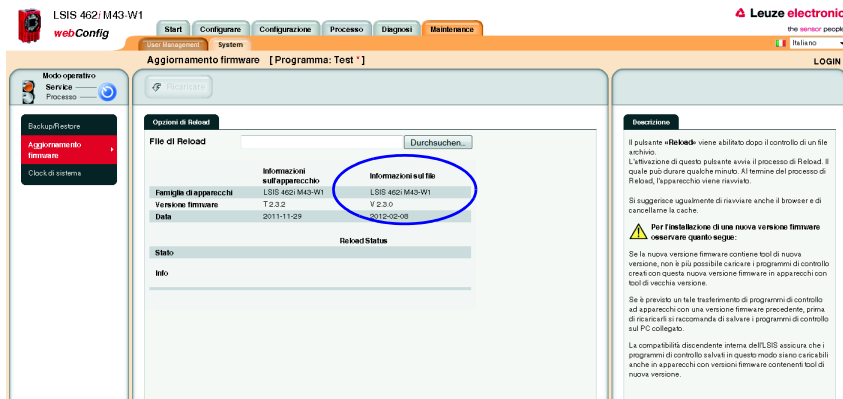 LSIS 462i M43-W1
webConfig
Start Configurare Configurazione Processo Diagnosi Maintenance
User Management System
Leuze electronic
the sensor people
Italiano
Aggiornamento firmware [ Programma: Test * ]
LOGIN
Modo operativo
Service
Processo
Ricaricare
Backup/Restore
Aggiornamento
firmware
Clock di sistema
Opzioni di Reload
File di Reload Durchsuchen...
Informazioni
sull'apparecchio
Informazioni sul file
Famiglia di apparecchi LSIS 462i M43-W1 LSIS 462i M43-W1
Versione firmware T 2.3.2 V 2.3.0
Data 2011-11-29 2012-02-08
Reload Status
Stato
Info
Descrizione
Il pulsante «Reload» viene abilitato dopo il controllo di un file
archivio.
L'attivazione di questo pulsante avvia il processo di Reload. Il
quale può durare qualche minuto. Al termine del processo di
Reload, l'apparecchio viene riavviato.
Si suggerisce ugualmente di riavviare anche il browser e di
cancellarne la cache.
Per l'installazione di una nuova versione firmware
osservare quanto segue:
Se la nuova versione firmware contiene tool di nuova
versione, non è più possibile caricare i programmi di controllo
creati con questa nuova versione firmware in apparecchi con
tool di vecchia versione.
Se è previsto un tale trasferimento di programmi di controllo
ad apparecchi con una versione firmware precedente, prima
di ricaricarli si raccomanda di salvare i programmi di controllo
sul PC collegato.
La compatibilità discendente interna dell'LSIS assicura che i
programmi di controllo salvati in questo modo siano caricabili
anche in apparecchi con versioni firmware contenenti tool di
nuova versione.